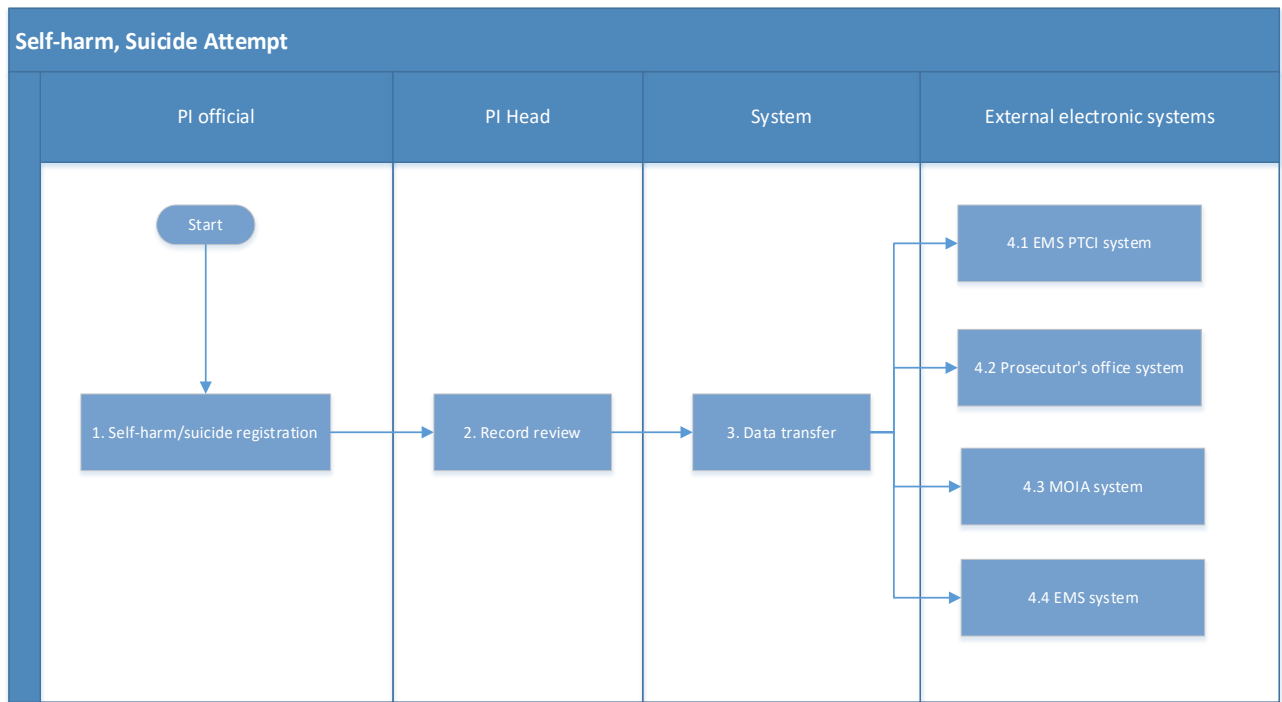 Self-harm, Suicide Attempt
PI official
PI Head
System
External electronic systems
Start
4.1 EMS PTCI system
4.2 Prosecutor's office system
1. Self-harm/suicide registration
2. Record review
3. Data transfer
4.3 MOIA system
4.4 EMS system